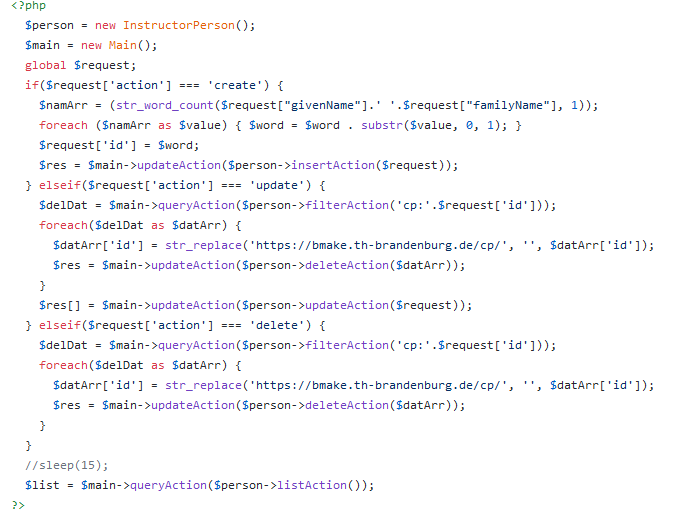 <?php
$person = new InstructorPerson();
$main = new Main();
global $request;
if($request['action'] === 'create') {
$namArr = (str_word_count($request["givenName"].' '.$request["familyName"], 1));
foreach ($namArr as $value) { $word = $word . substr($value, 0, 1); }
$request['id'] = $word;
$res = $main->updateAction($person->insertAction($request));
} elseif($request['action'] === 'update') {
$delDat = $main->queryAction($person->filterAction('cp:'.$request['id']));
foreach($delDat as $datArr) {
$datArr['id'] = str_replace('https://bmake.th-brandenburg.de/cp/', '', $datArr['id']);
$res = $main->updateAction($person->deleteAction($datArr));
}
$res[] = $main->updateAction($person->updateAction($request));
} elseif($request['action'] === 'delete') {
$delDat = $main->queryAction($person->filterAction('cp:'.$request['id']));
foreach($delDat as $datArr) {
$datArr['id'] = str_replace('https://bmake.th-brandenburg.de/cp/', '', $datArr['id']);
$res = $main->updateAction($person->deleteAction($datArr));
}
}
//sleep(15);
$list = $main->queryAction($person->listAction());
?>